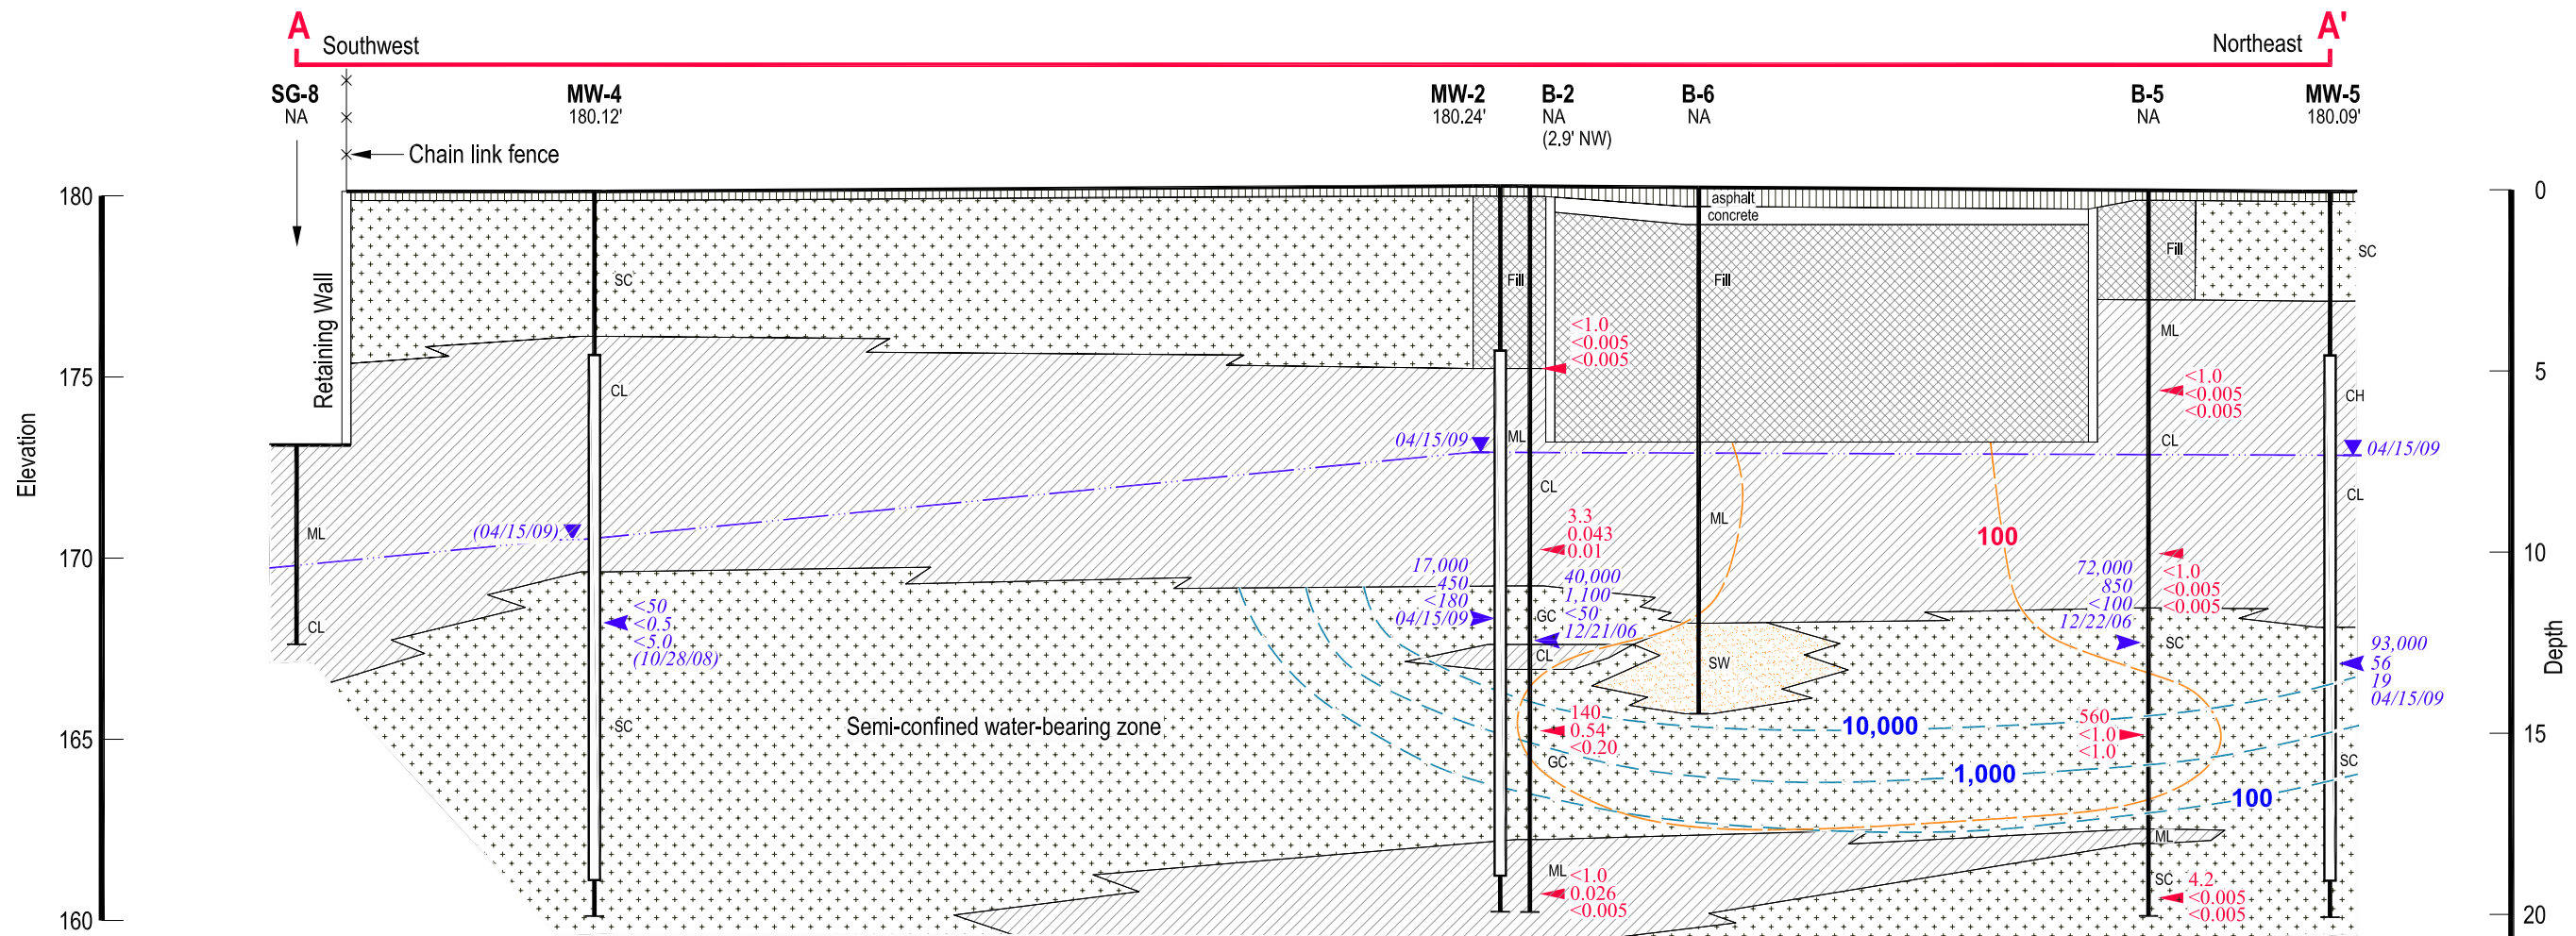 A
A'
Southwest
Northeast
SG-8
NA
MW-4
180.12'
MW-2
180.24'
B-2
NA
(2.9' NW)
B-6
NA
B-5
NA
MW-5
180.09'
Chain link fence
180
0
asphalt
concrete
Retaining Wall
SC
Fill
Fill
Fill
SC
<1.0
<0.005
<0.005
ML
175
5
CL
<1.0
<0.005
<0.005
CH
Elevation
04/15/09
ML
CL
04/15/09
CL
CL
ML
(04/15/09)
3.3
0.043
0.01
ML
100
170
10
17,000
450
<180
04/15/09
40,000
1,100
<50
12/21/06
GC
72,000
850
<100
12/22/06
<1.0
<0.005
<0.005
CL
<50
<0.5
<5.0
(10/28/08)
CL
SW
SC
93,000
56
19
04/15/09
Depth
SC
Semi-confined water-bearing zone
140
0.54
<0.20
10,000
560
<1.0
<1.0
165
15
GC
1,000
SC
100
ML
ML
<1.0
0.026
<0.005
SC
4.2
<0.005
<0.005
160
20